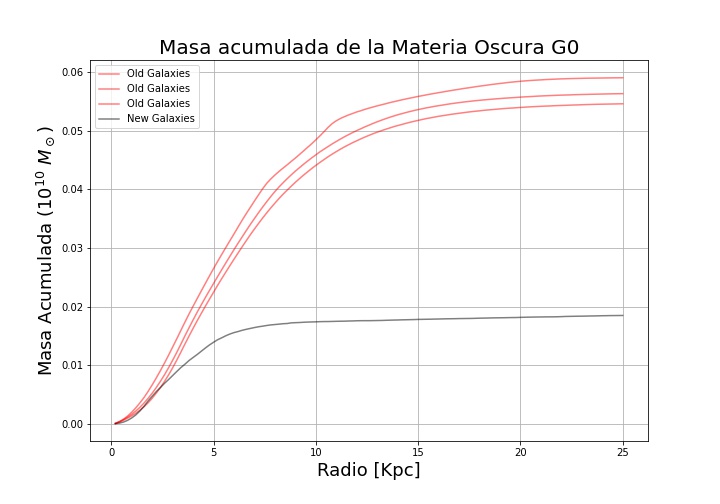 Masa acumulada de la Materia Oscura G0
Old Galaxies
Old Galaxies
Old Galaxies
New Galaxies
Masa Acumulada (10¹⁰ M⊙)
0.06
0.05
0.04
0.03
0.02
0.01
0.00
0 5 10 15 20 25
Radio [Kpc]